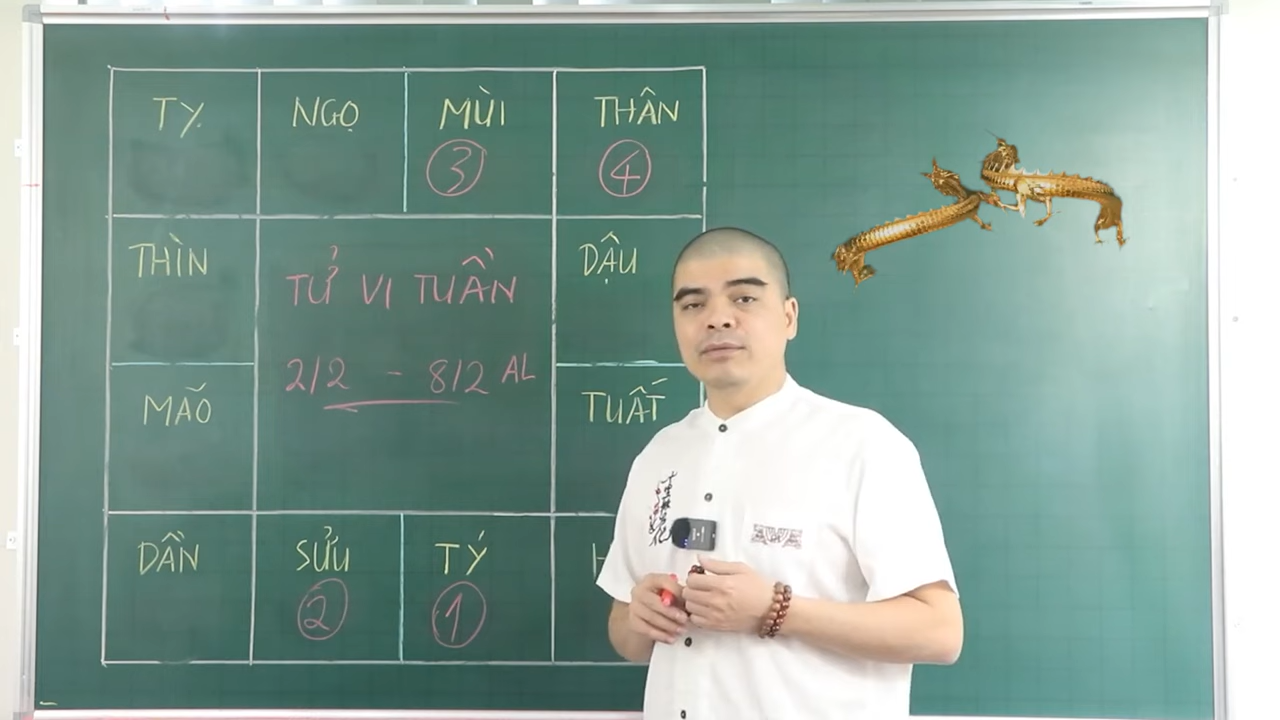 TỴ
NGỌ
MÙI
THÂN
3
4
THÌN
DẬU
TỬ VI TUẦN
2/2 - 8/2 AL
MÃO
TUẤT
DẦN
SỬU
TÝ
H
2
1